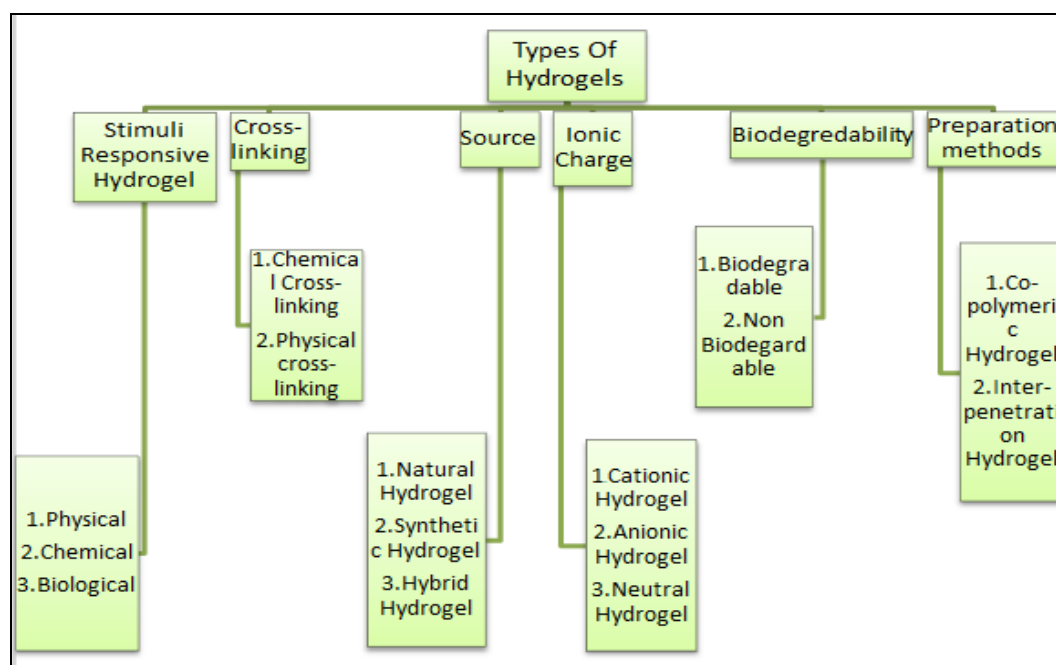 Types Of
Hydrogels
Stimuli
Responsive
Hydrogel
Cross-
linking
Source
Ionic
Charge
Biodegredability
Preparation
methods
1.Chemica
l Cross-
linking
2.Physical
cross-
linking
1.Biodegra
dable
2.Non
Biodegard
able
1.Co-
polymeri
c
Hydrogel
2.Inter-
penetrati
on
Hydrogel
1.Physical
2.Chemical
3.Biological
1.Natural
Hydrogel
2.Syntheti
c Hydrogel
3.Hybrid
Hydrogel
1.Cationic
Hydrogel
2.Anionic
Hydrogel
3.Neutral
Hydrogel